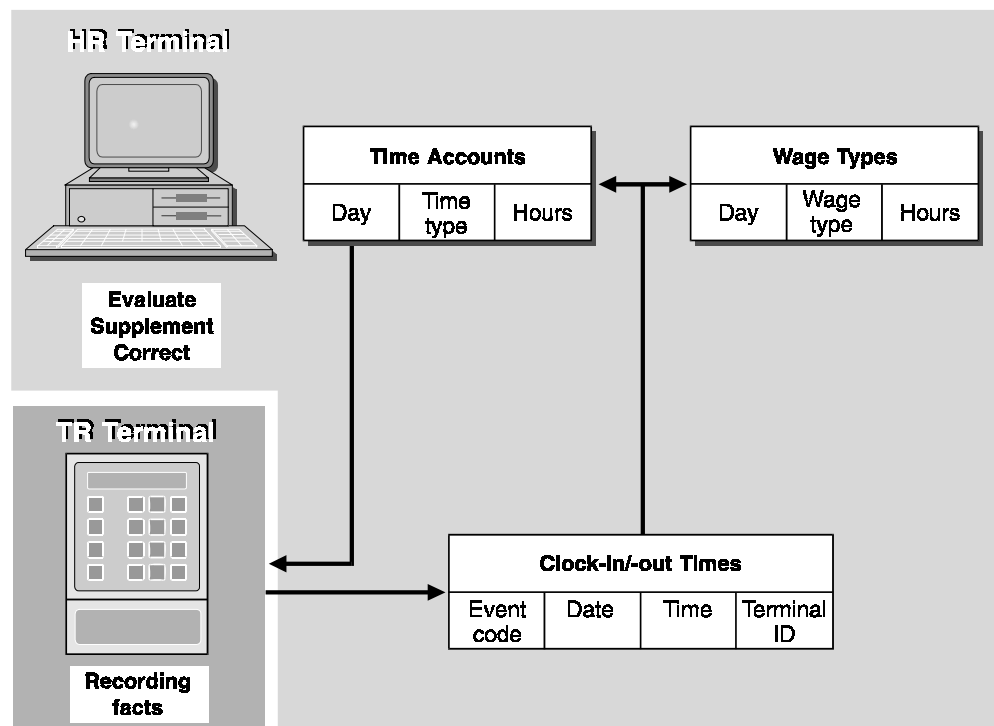 HR Terminal
Time Accounts
Day
Time
type
Hours
Wage Types
Day
Wage
type
Hours
Evaluate
Supplement
Correct
TR Terminal
Recording
facts
Clock-in/-out Times
Event
code
Date
Time
Terminal
ID